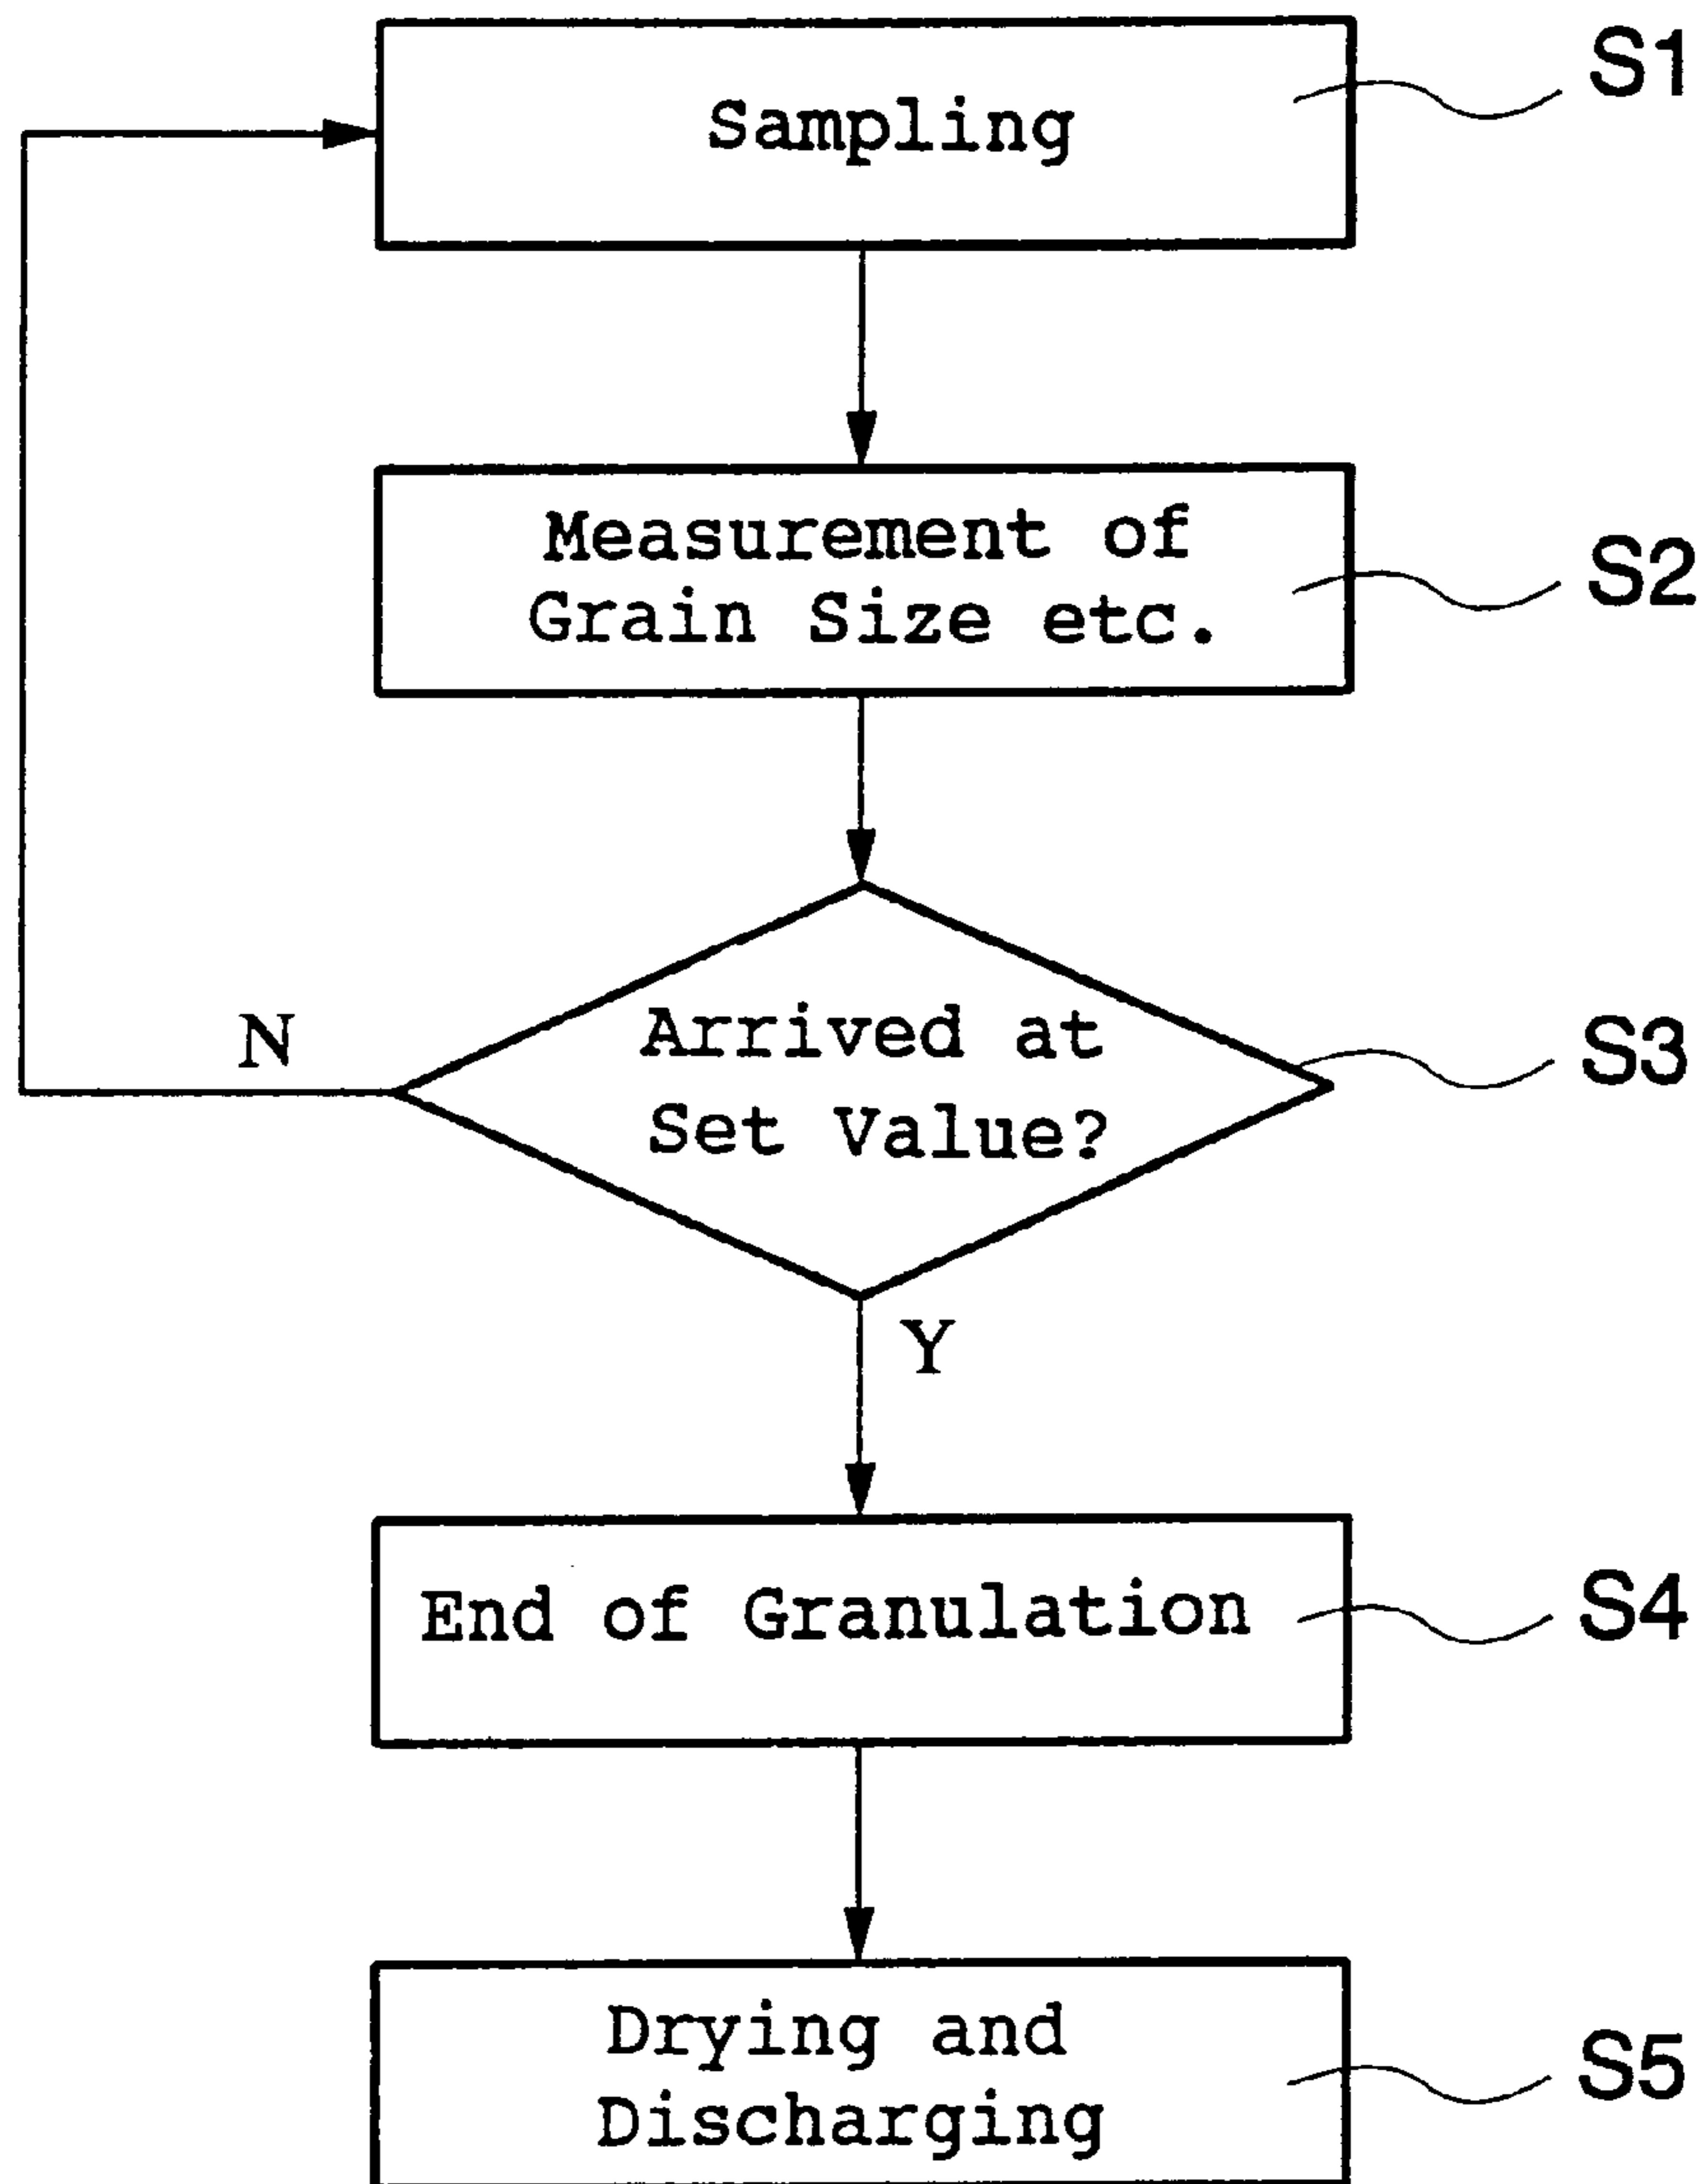 Sampling
S1
Measurement of
Grain Size etc.
S2
Arrived at
Set Value?
S3
N
Y
End of Granulation
S4
Drying and
Discharging
S5